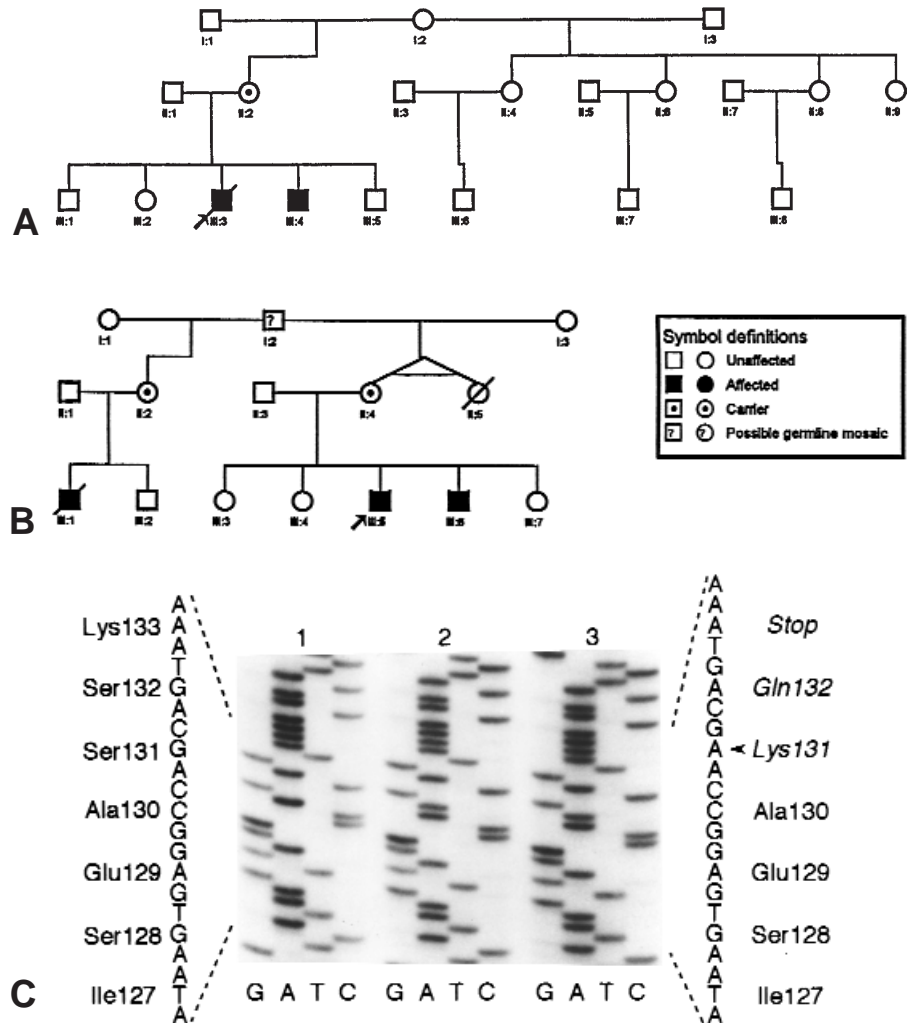 I:1 I:2 I:3
II:1 II:2 II:3 II:4 II:5 II:6 II:7 II:8 II:9
III:1 III:2 III:3 III:4 III:5 III:6 III:7 III:8
A
?
I:1 I:2 I:3
II:1 II:2 II:3 II:4 II:5
III:1 III:2 III:3 III:4 III:5 III:6 III:7
B
Symbol definitions
Unaffected
Affected
Carrier
? ? Possible germline mosaic
1 2 3
Lys133
Ser132
Ser131
Ala130
Glu129
Ser128
Ile127
A
A
A
T
G
A
C
G
A
C
C
G
G
A
G
T
G
A
A
T
A
A
A
A
T
G
A
C
G
A
A
C
C
G
G
A
G
T
G
A
A
T
A
Stop
Gln132
Lys131
Ala130
Glu129
Ser128
Ile127
C
G A T C G A T C G A T C